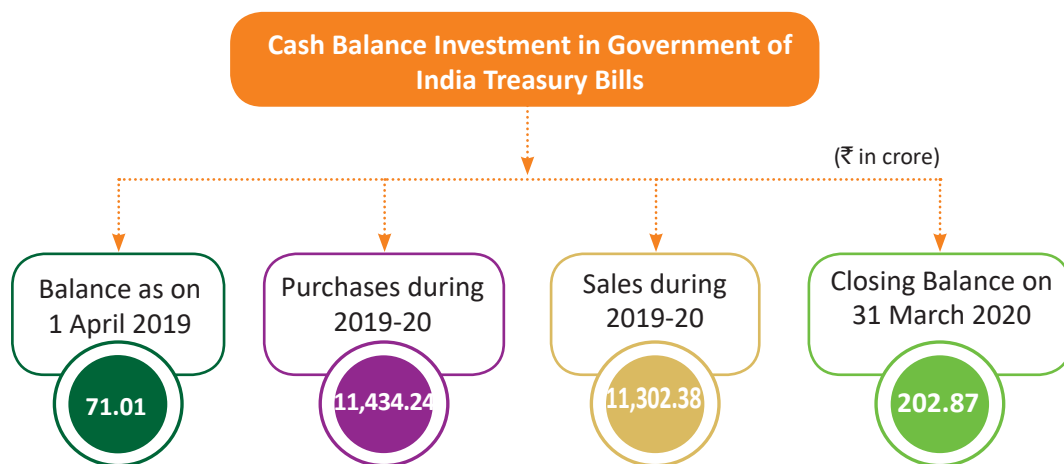 Cash Balance Investment in Government of
India Treasury Bills
(₹ in crore)
Balance as on
1 April 2019
71.01
Purchases during
2019-20
11,434.24
Sales during
2019-20
11,302.38
Closing Balance on
31 March 2020
202.87